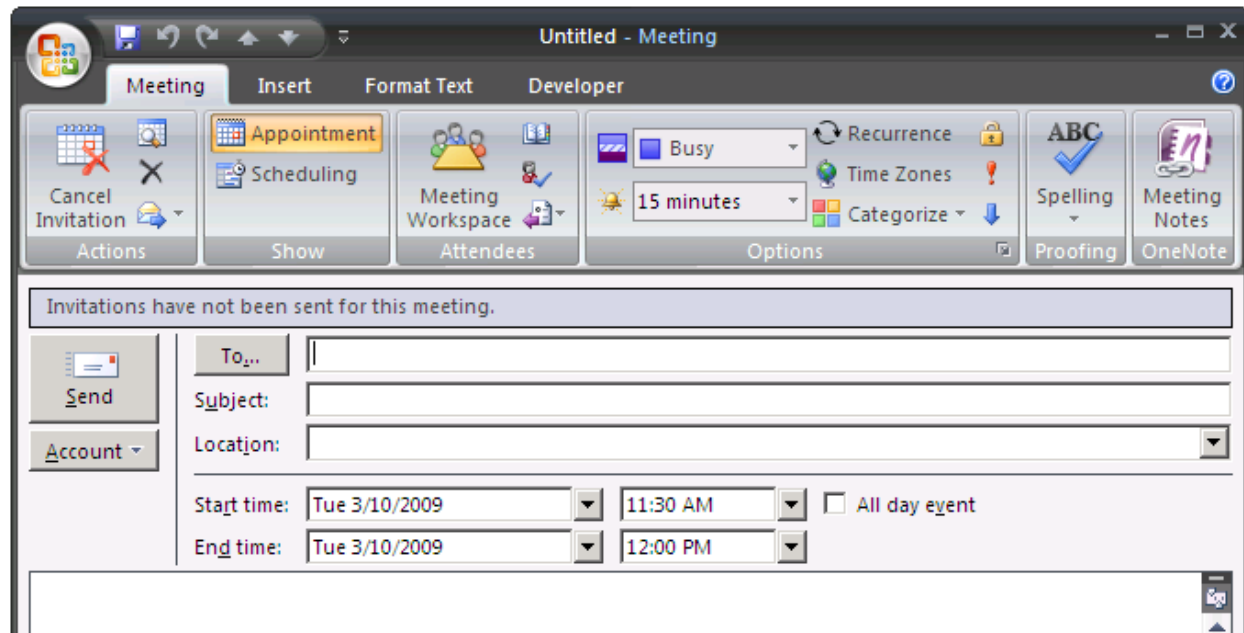 Untitled - Meeting
Meeting Insert Format Text Developer
Cancel Invitation
Actions
Appointment
Scheduling
Show
Meeting Workspace
Attendees
Busy
15 minutes
Recurrence
Time Zones
Categorize
Options
ABC
Spelling
Proofing
Meeting Notes
OneNote
Invitations have not been sent for this meeting.
Send
Account
To...
Subject:
Location:
Start time: Tue 3/10/2009 11:30 AM All day event
End time: Tue 3/10/2009 12:00 PM